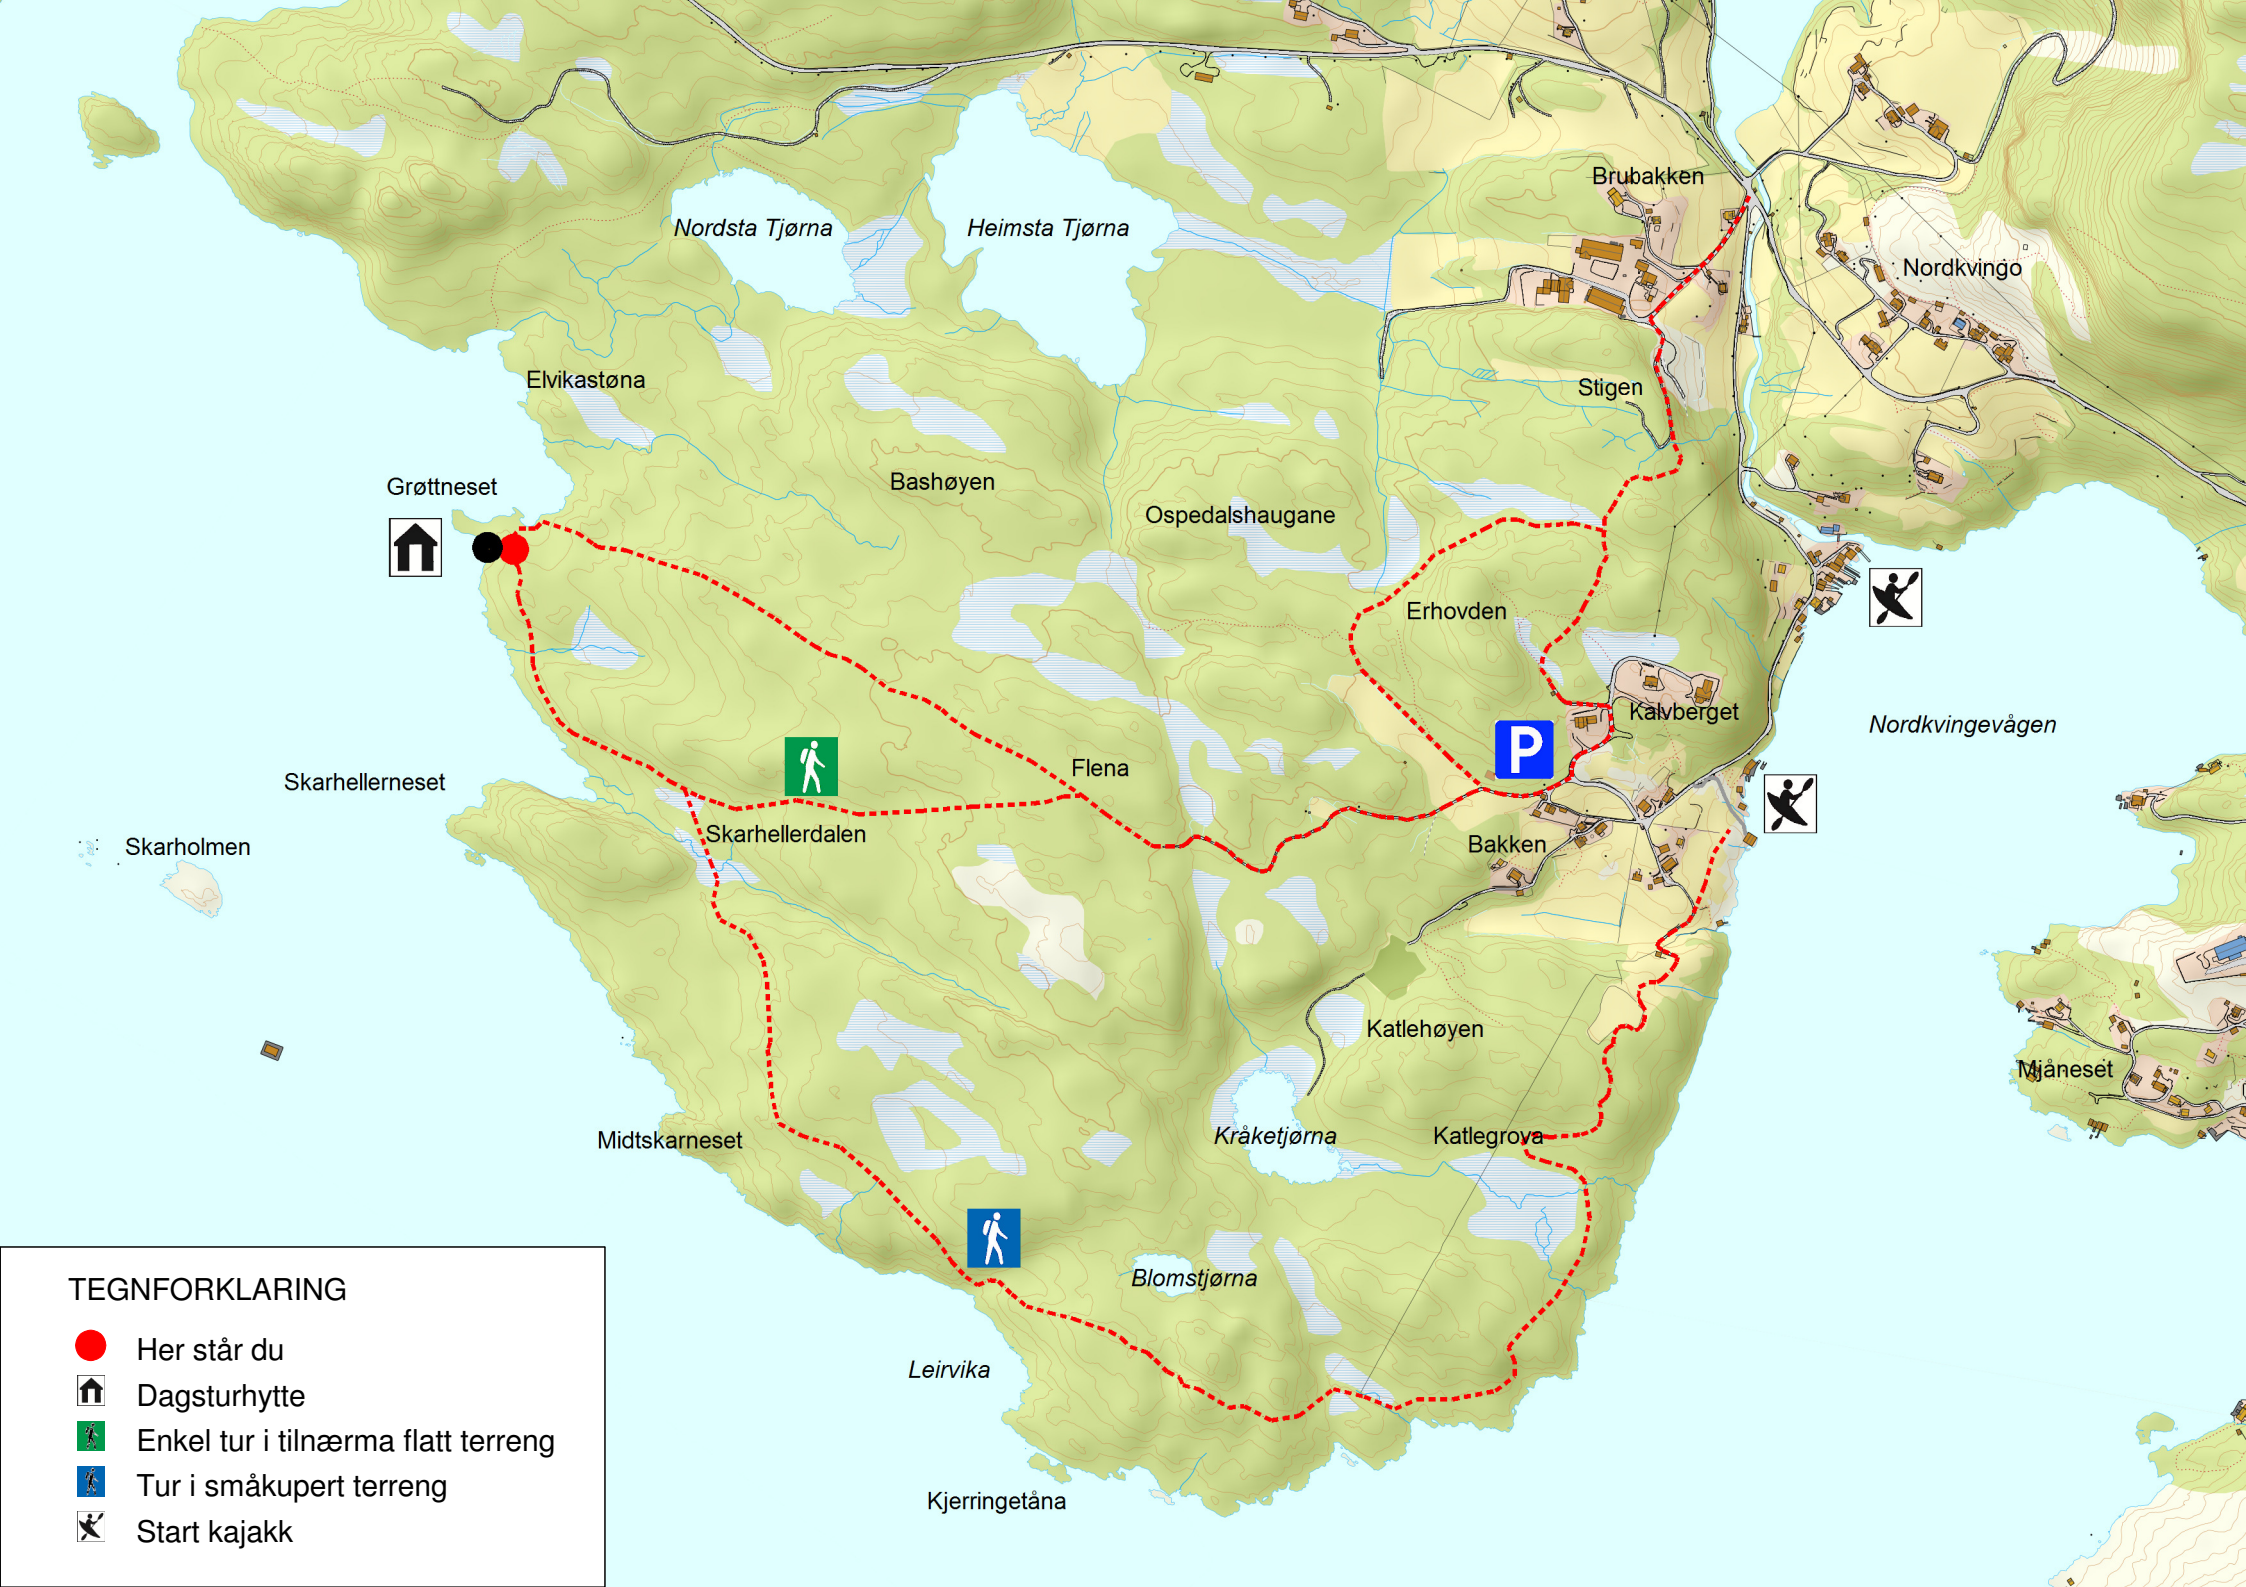 Brubakken
Nordsta Tjørna
Heimsta Tjørna
Nordkvingo
Elvikastøna
Stigen
Bashøyen
Grøttneset
Ospedalshaugane
Erhovden
Kalvberget
Nordkvingevågen
P
Flena
Skarhellerneset
Skarhellerdalen
Bakken
Skarholmen
Katlehøyen
Mjåneset
Kråketjørna
Katlegrova
Midtskarneset
Blomstjørna
Leirvika
Kjerringetåna
TEGNFORKLARING
Her står du
Dagsturhytte
Enkel tur i tilnærma flatt terreng
Tur i småkupert terreng
Start kajakk